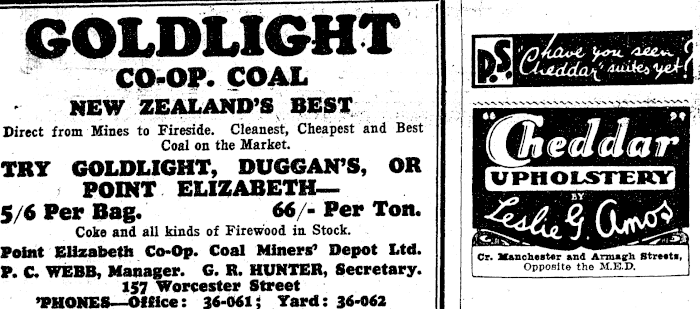 GOLDLIGHT
CO-OP. COAL
NEW ZEALAND'S BEST
Direct from Mines to Fireside. Cleanest, Cheapest and Best
Coal on the Market.
TRY GOLDLIGHT, DUGGAN'S, OR
POINT ELIZABETH—
5/6 Per Bag. 66/- Per Ton.
Coke and all kinds of Firewood in Stock.
Point Elizabeth Co-Op. Coal Miners' Depot Ltd.
P. C. WEBB, Manager. G. R. HUNTER, Secretary.
157 Worcester Street
'PHONES—Office: 36-061; Yard: 36-062
P.S. have you seen
"Cheddar" suites yet?
"Cheddar"
UPHOLSTERY
BY
Leslie G. Amos
Cr. Manchester and Armagh Streets,
Opposite the M.E.D.